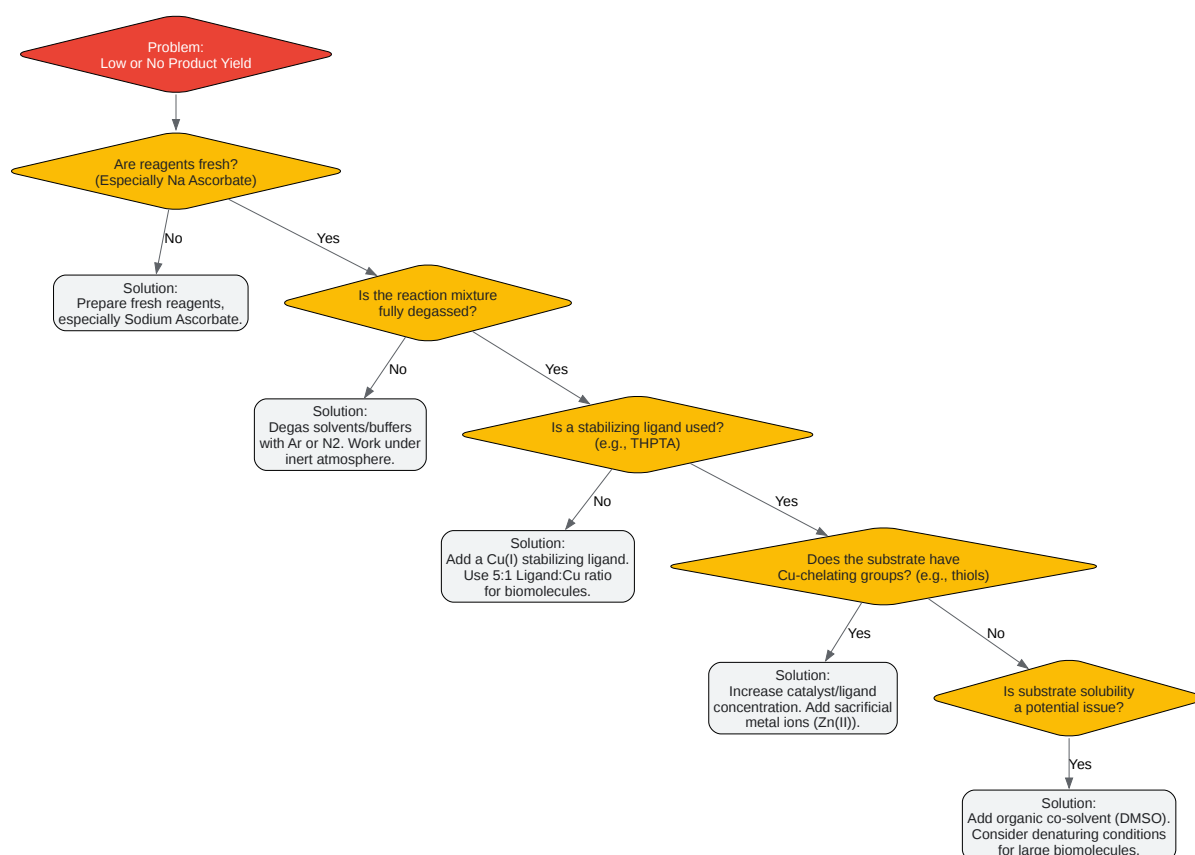 Problem:
Low or No Product Yield
Are reagents fresh?
(Especially Na Ascorbate)
No
Yes
Solution:
Prepare fresh reagents,
especially Sodium Ascorbate.
Is the reaction mixture
fully degassed?
No
Yes
Solution:
Degas solvents/buffers
with Ar or N2. Work under
inert atmosphere.
Is a stabilizing ligand used?
(e.g., THPTA)
No
Yes
Solution:
Add a Cu(I) stabilizing ligand.
Use 5:1 Ligand:Cu ratio
for biomolecules.
Does the substrate have
Cu-chelating groups? (e.g., thiols)
Yes
No
Solution:
Increase catalyst/ligand
concentration. Add sacrificial
metal ions (Zn(II)).
Is substrate solubility
a potential issue?
Yes
Solution:
Add organic co-solvent (DMSO).
Consider denaturing conditions
for large biomolecules.